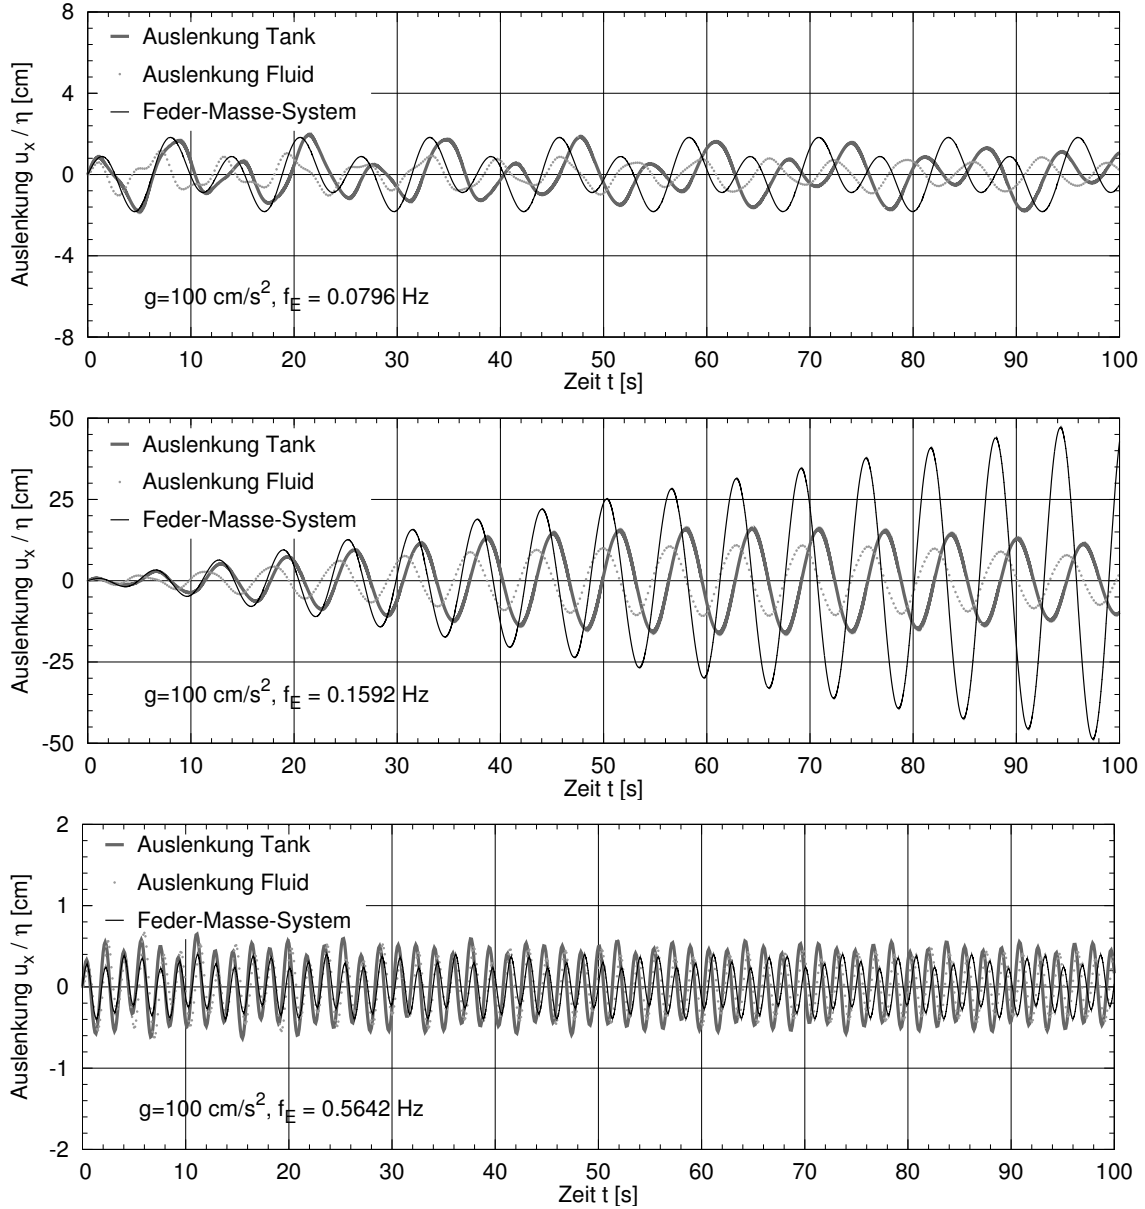 8
4
0
-4
-8
Auslenkung u_x / η [cm]
Auslenkung Tank
Auslenkung Fluid
Feder-Masse-System
g=100 cm/s², f_E = 0.0796 Hz
0 10 20 30 40 50 60 70 80 90 100
Zeit t [s]
50
25
0
-25
-50
Auslenkung u_x / η [cm]
Auslenkung Tank
Auslenkung Fluid
Feder-Masse-System
g=100 cm/s², f_E = 0.1592 Hz
0 10 20 30 40 50 60 70 80 90 100
Zeit t [s]
2
1
0
-1
-2
Auslenkung u_x / η [cm]
Auslenkung Tank
Auslenkung Fluid
Feder-Masse-System
g=100 cm/s², f_E = 0.5642 Hz
0 10 20 30 40 50 60 70 80 90 100
Zeit t [s]